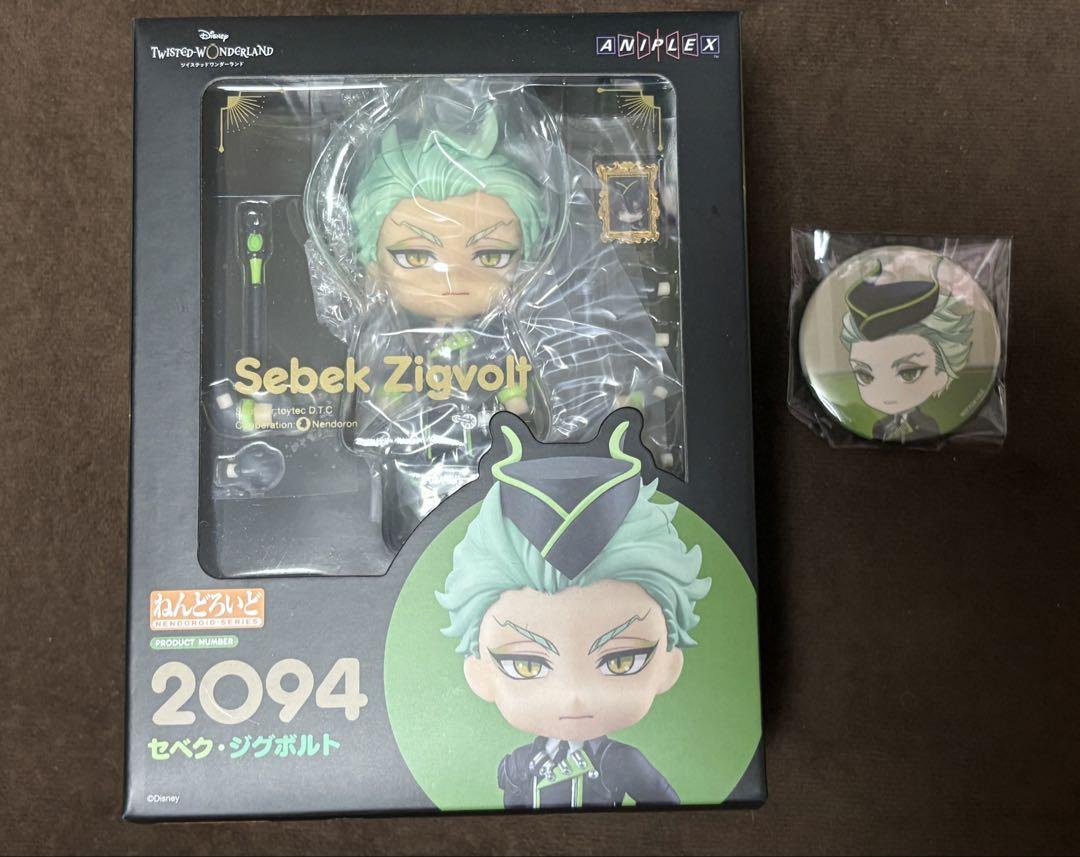 Disney
TWISTED-WONDERLAND
ツイステッドワンダーランド
ANIPLEX
Sebek Zigvolt
toytec D.T.C
Nendoron
ねんどろいど
NENDOROID SERIES
PRODUCT NUMBER
2094
セベク・ジグボルト
©Disney